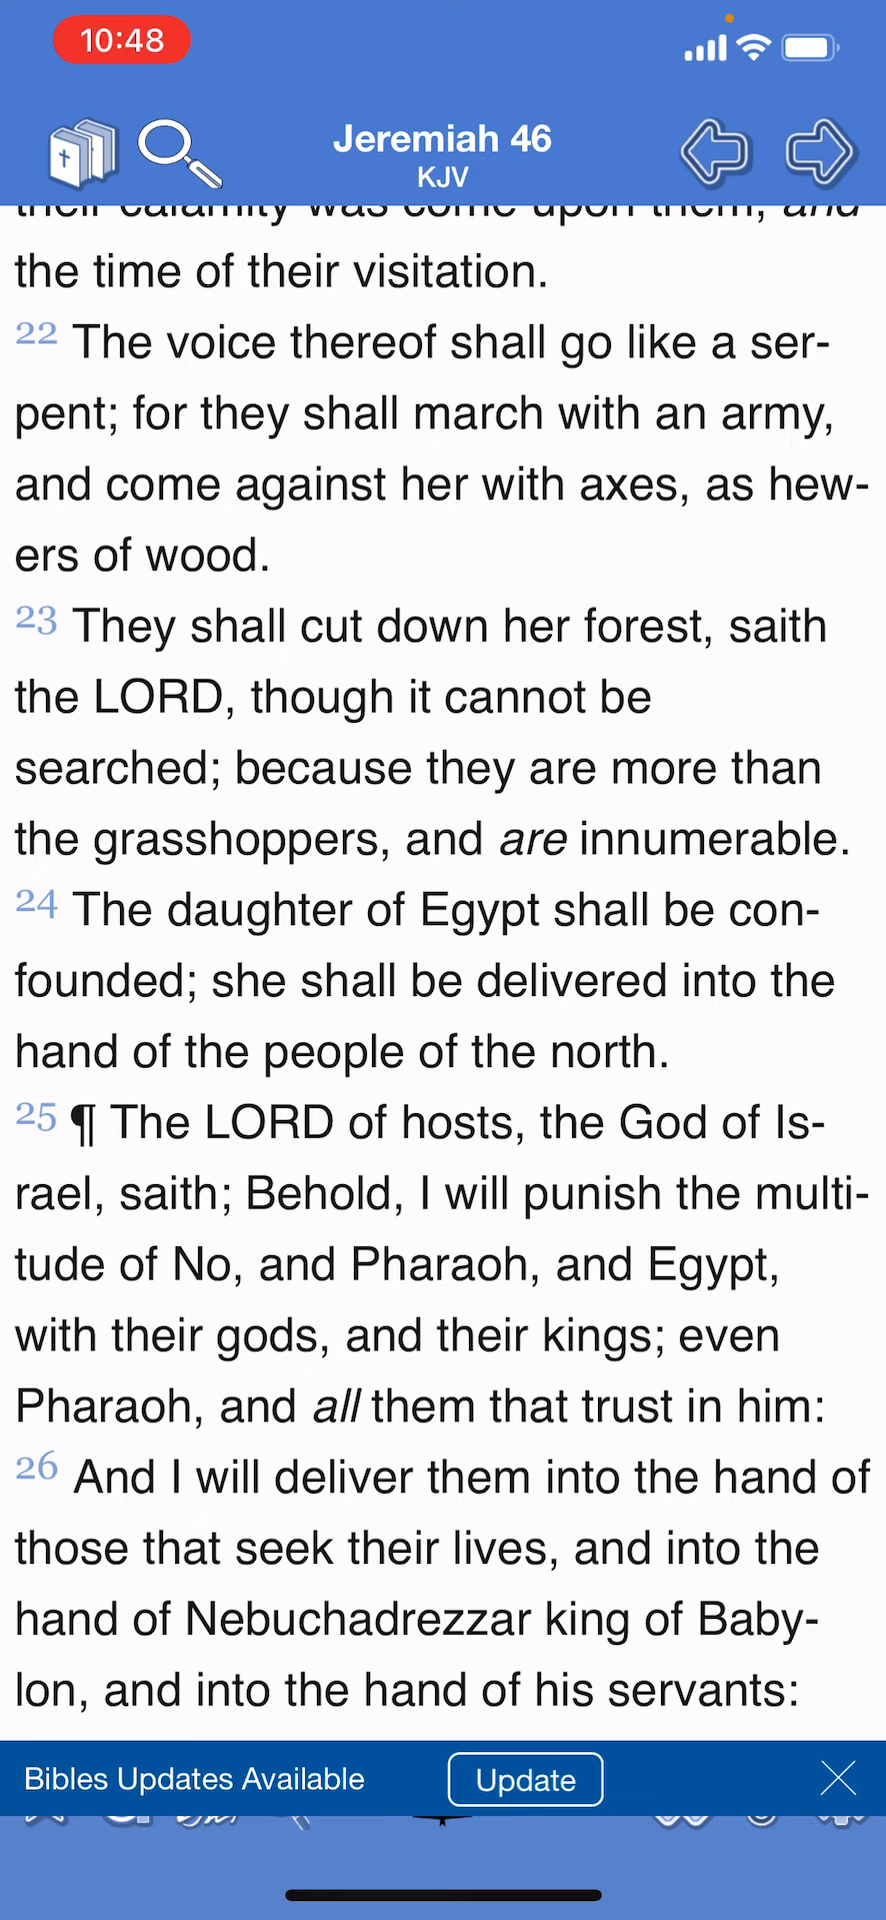 10:48
Jeremiah 46
KJV
their calamity was come upon them, and
the time of their visitation.
22 The voice thereof shall go like a ser-
pent; for they shall march with an army,
and come against her with axes, as hew-
ers of wood.
23 They shall cut down her forest, saith
the LORD, though it cannot be
searched; because they are more than
the grasshoppers, and are innumerable.
24 The daughter of Egypt shall be con-
founded; she shall be delivered into the
hand of the people of the north.
25 ¶ The LORD of hosts, the God of Is-
rael, saith; Behold, I will punish the multi-
tude of No, and Pharaoh, and Egypt,
with their gods, and their kings; even
Pharaoh, and all them that trust in him:
26 And I will deliver them into the hand of
those that seek their lives, and into the
hand of Nebuchadrezzar king of Baby-
lon, and into the hand of his servants:
Bibles Updates Available
Update